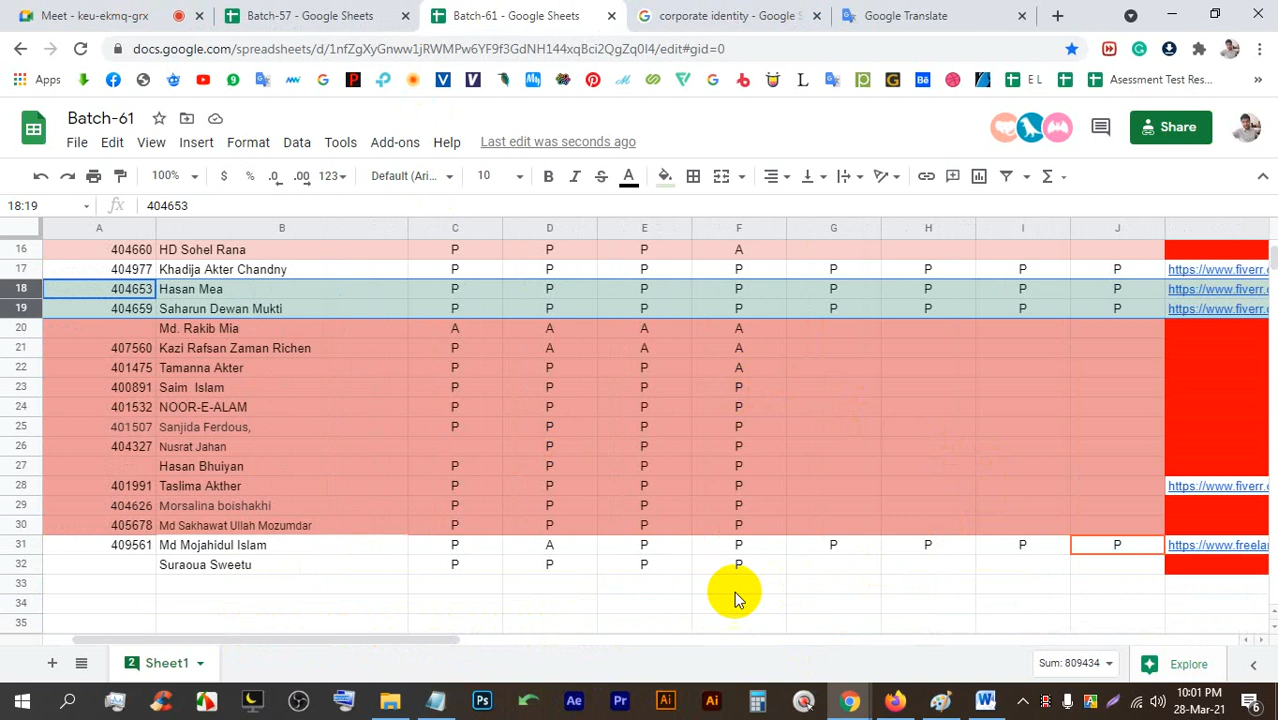 Meet - keu-ekmq-grx
Batch-57 - Google Sheets
Batch-61 - Google Sheets
corporate identity - Google S
Google Translate
docs.google.com/spreadsheets/d/1nfZgXyGnww1jRWMPw6YF9f3GdNH144xqBci2QgZq0I4/edit#gid=0
Apps
E L
Asessment Test Res...
Batch-61
File Edit View Insert Format Data Tools Add-ons Help Last edit was seconds ago
Share
100% $ % .0 .00 123 Default (Ari... 10 B I S A
18:19 fx 404653
A B C D E F G H I J
16 404660 HD Sohel Rana P P P A
17 404977 Khadija Akter Chandny P P P P P P P P https://www.fiverr.c
18 404653 Hasan Mea P P P P P P P P https://www.fiverr.c
19 404659 Saharun Dewan Mukti P P P P P P P P https://www.fiverr.c
20 Md. Rakib Mia A A A A
21 407560 Kazi Rafsan Zaman Richen P A A A
22 401475 Tamanna Akter P P P A
23 400891 Saim Islam P P P P
24 401532 NOOR-E-ALAM P P P P
25 401507 Sanjida Ferdous, P P P P
26 404327 Nusrat Jahan P P P
27 Hasan Bhuiyan P P P P
28 401991 Taslima Akther P P P P https://www.fiverr.c
29 404626 Morsalina boishakhi P P P P
30 405678 Md Sakhawat Ullah Mozumdar P P P P
31 409561 Md Mojahidul Islam P A P P P P P P https://www.freelan
32 Suraoua Sweetu P P P P
33
34
35
2 Sheet1 Sum: 809434 Explore
Ps Ae Pr Ai Ai
10:01 PM
28-Mar-21
6